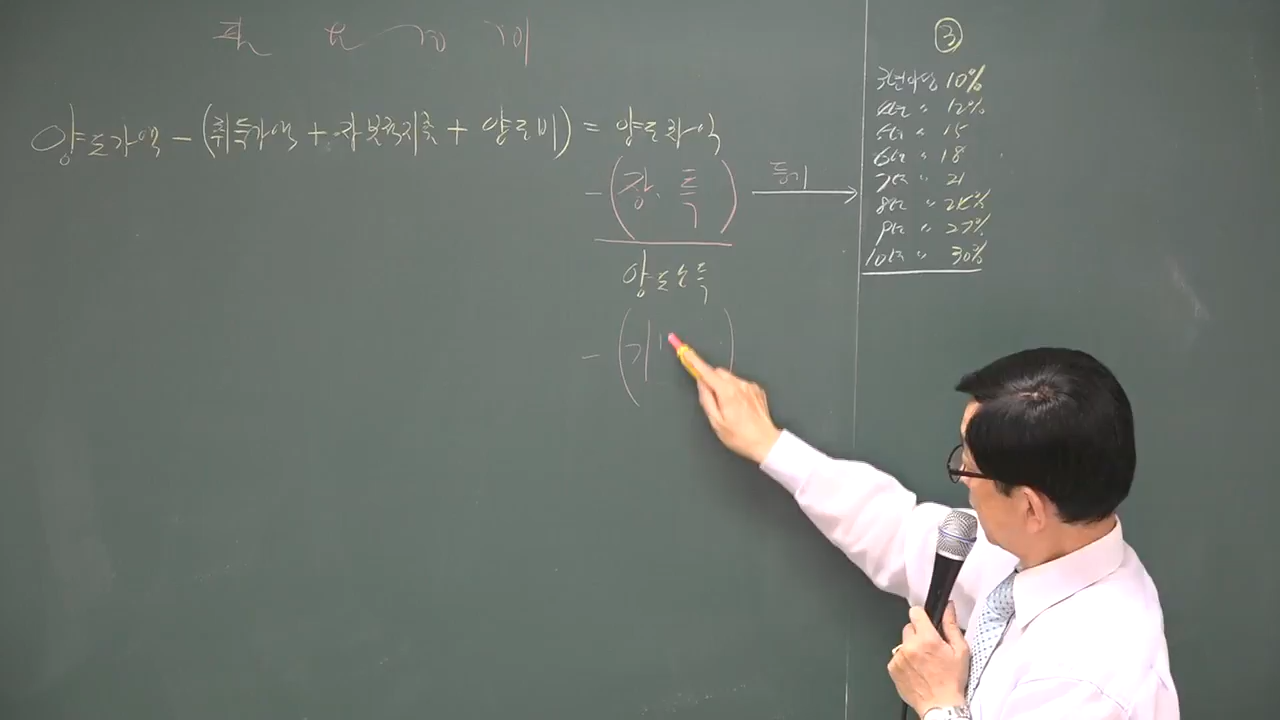 양도가액 - (취득가액 + 자본적지출 + 양도비) = 양도차익
- (장.특)
등기
양도소득
- (기
③
3년이상 10%
4년 〃 12%
5년 〃 15
6년 〃 18
7년 〃 21
8년 〃 24%
9년 〃 27%
10년 〃 30%